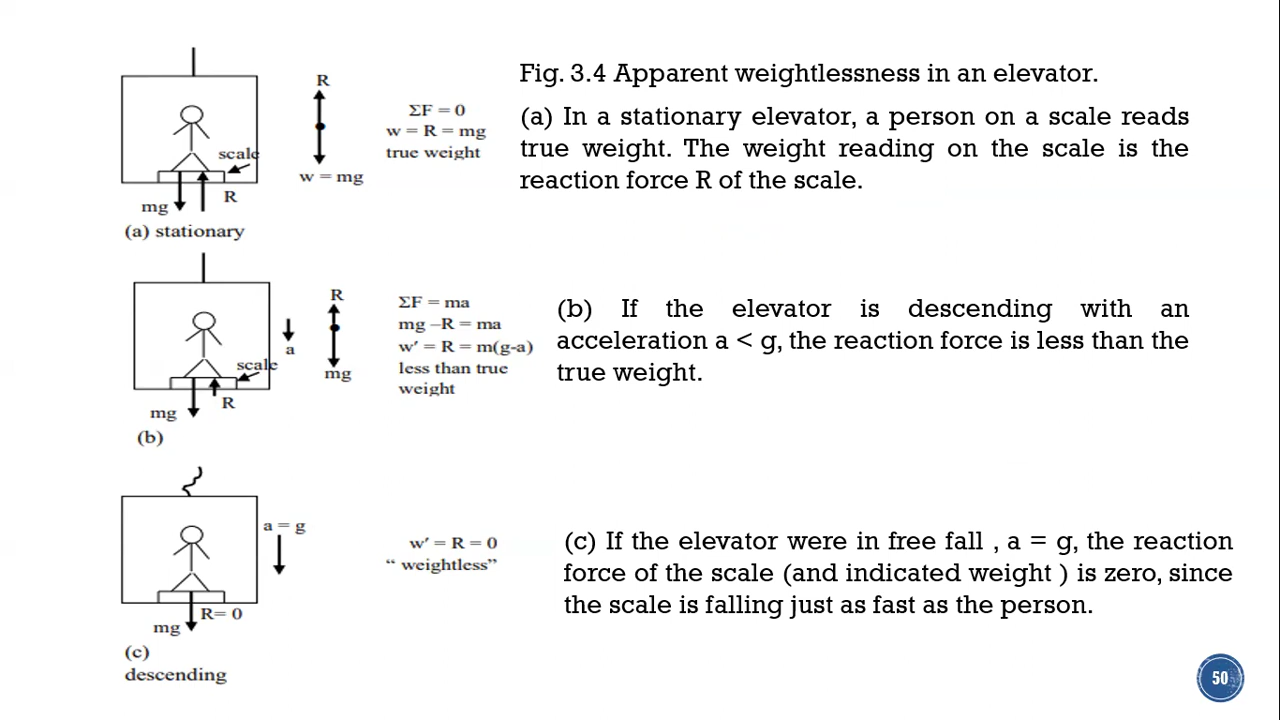 Fig. 3.4 Apparent weightlessness in an elevator.
R
ΣF = 0
w = R = mg
true weight
scale
w = mg
R
mg
(a) stationary
(a) In a stationary elevator, a person on a scale reads
true weight. The weight reading on the scale is the
reaction force R of the scale.
R
a
ΣF = ma
mg –R = ma
w′ = R = m(g-a)
less than true
weight
scale
mg
R
mg
(b)
(b) If the elevator is descending with an
acceleration a < g, the reaction force is less than the
true weight.
a = g
w′ = R = 0
“ weightless”
R= 0
mg
(c)
descending
(c) If the elevator were in free fall , a = g, the reaction
force of the scale (and indicated weight ) is zero, since
the scale is falling just as fast as the person.
50